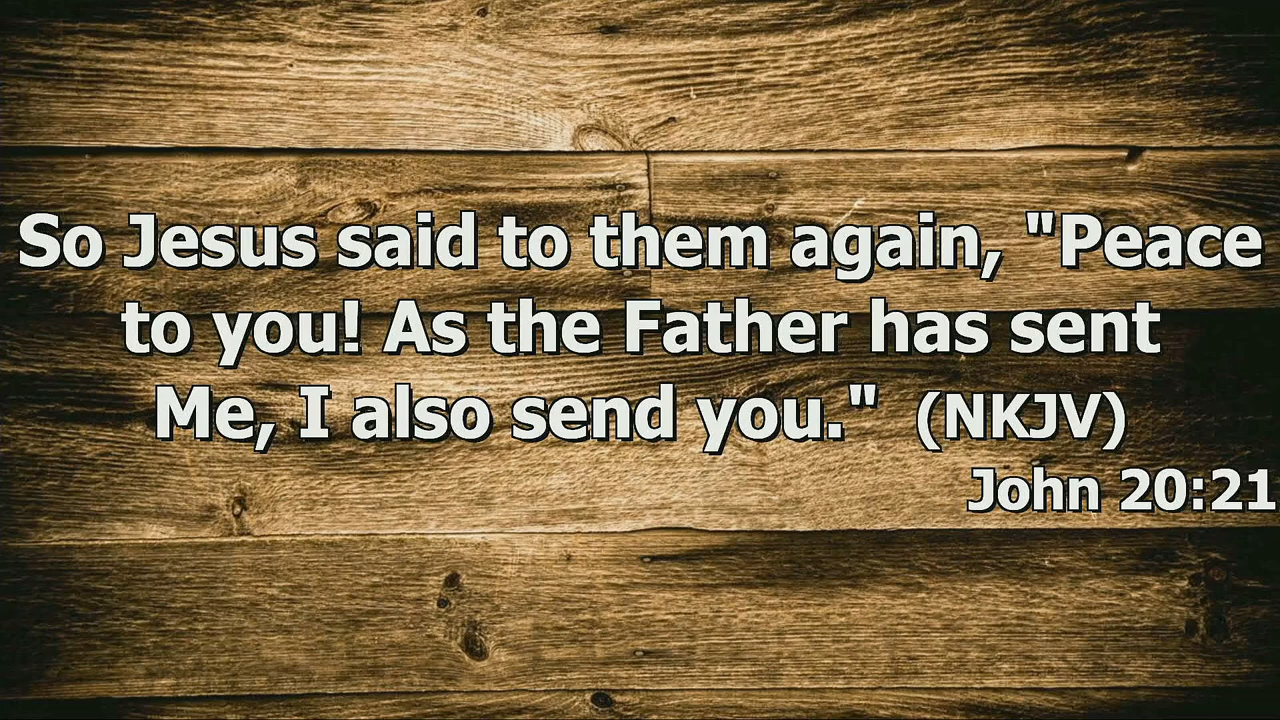 So Jesus said to them again, "Peace
to you! As the Father has sent
Me, I also send you." (NKJV)
John 20:21